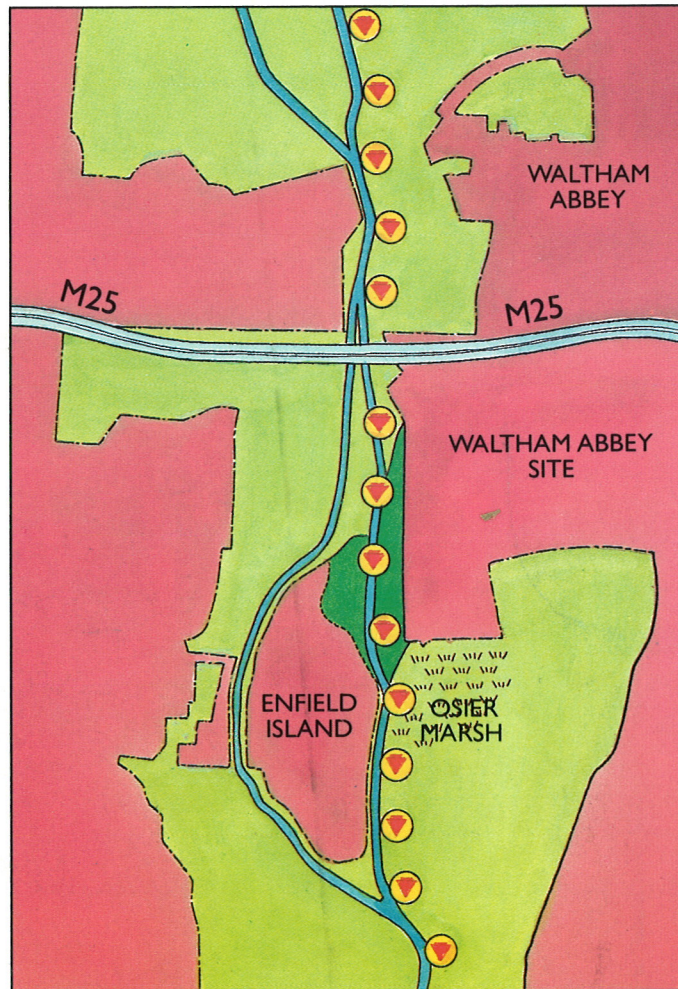 WALTHAM
ABBEY
M25
M25
WALTHAM ABBEY
SITE
ENFIELD
ISLAND
OSIER
MARSH